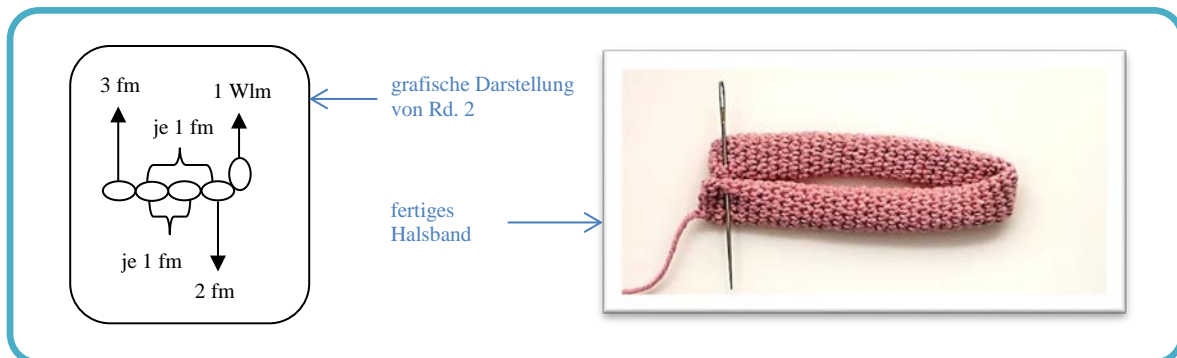 3 fm
1 Wlm
je 1 fm
je 1 fm
2 fm
grafische Darstellung
von Rd. 2
fertiges
Halsband